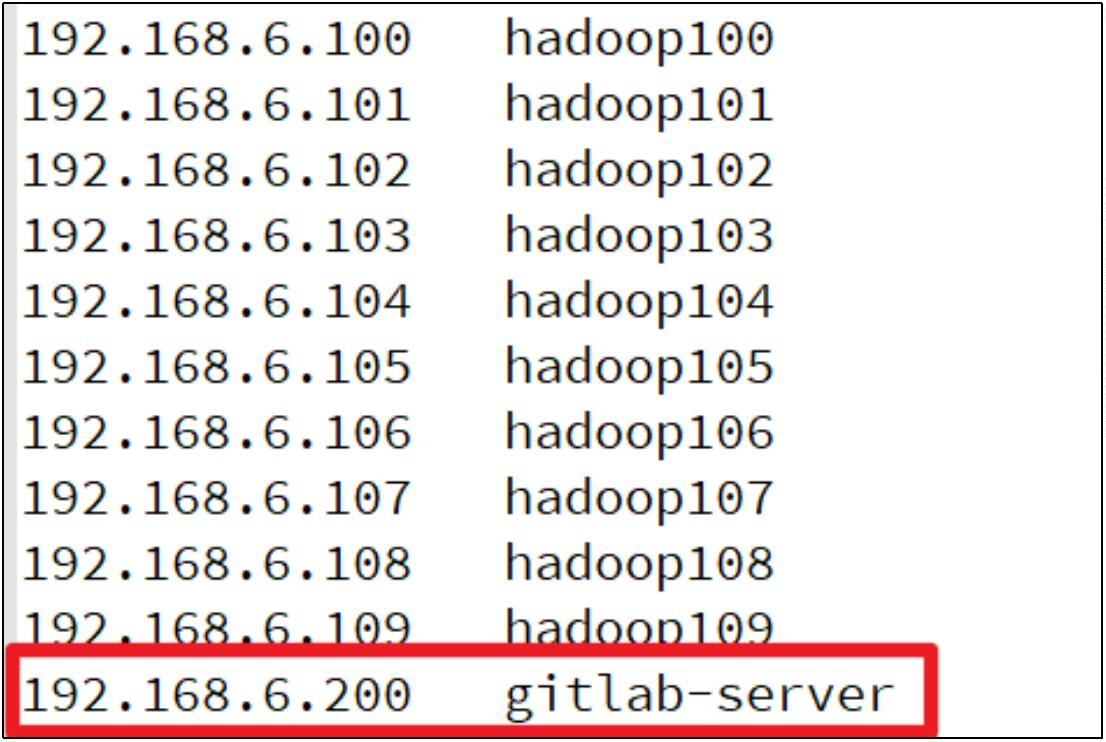 192.168.6.100   hadoop100
192.168.6.101   hadoop101
192.168.6.102   hadoop102
192.168.6.103   hadoop103
192.168.6.104   hadoop104
192.168.6.105   hadoop105
192.168.6.106   hadoop106
192.168.6.107   hadoop107
192.168.6.108   hadoop108
192.168.6.109   hadoop109
192.168.6.200   gitlab-server